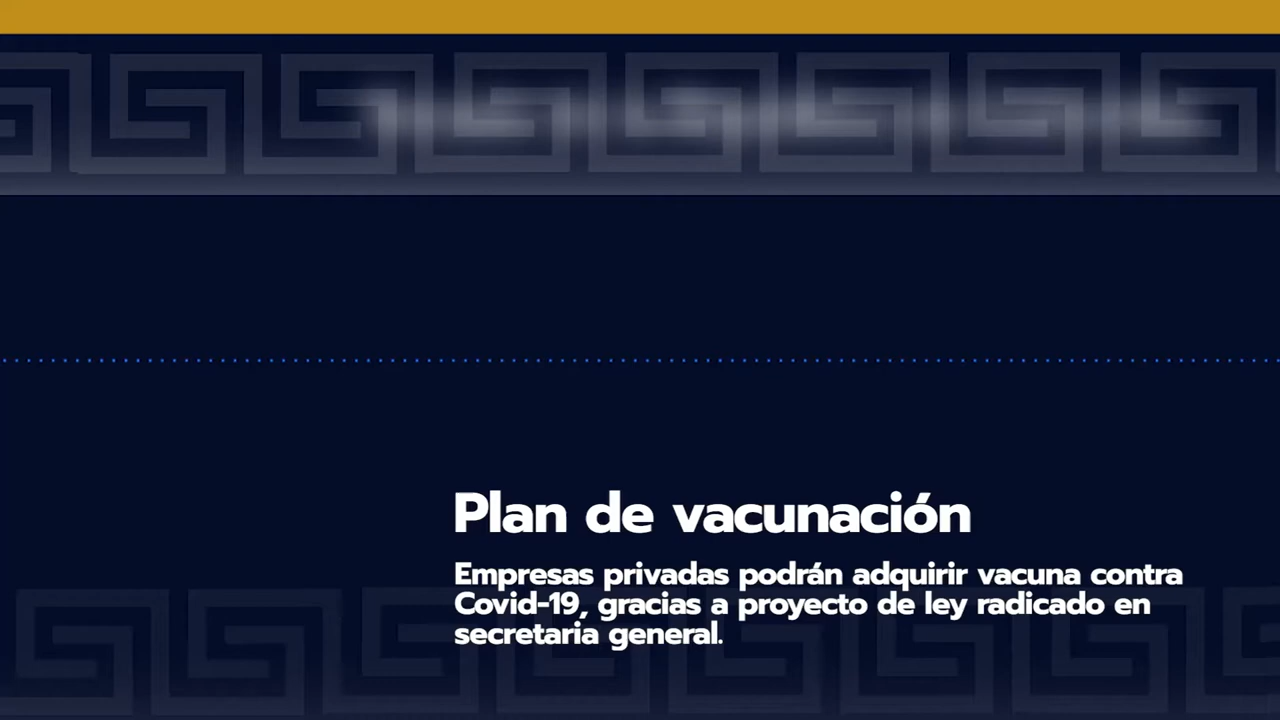 Plan de vacunación
Empresas privadas podrán adquirir vacuna contra
Covid-19, gracias a proyecto de ley radicado en
secretaria general.